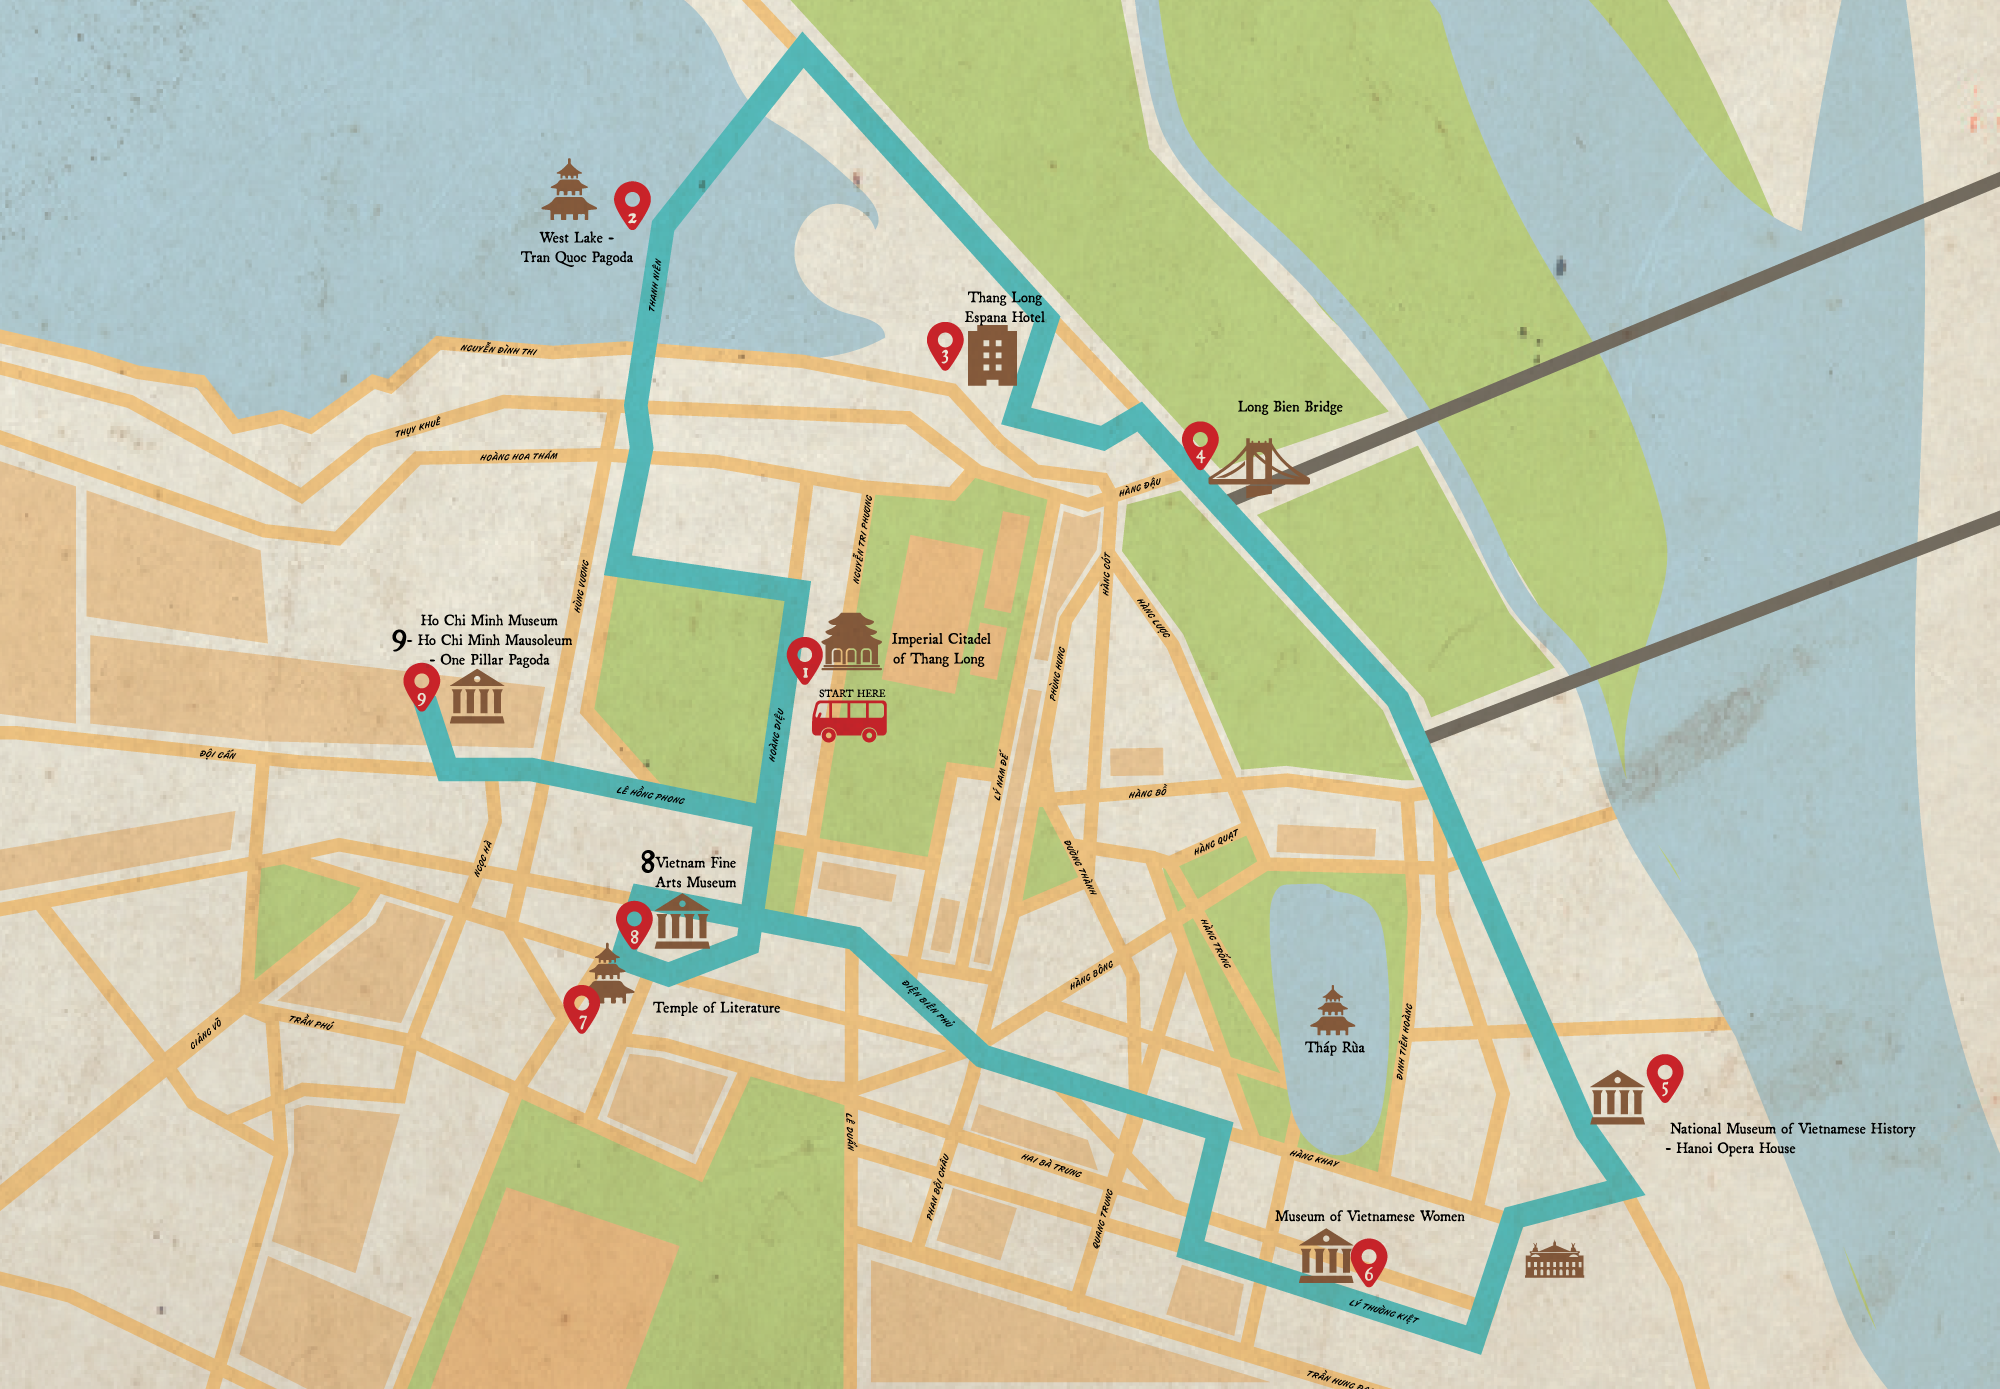 2
West Lake -
Tran Quoc Pagoda
THANH NIÊN
Thang Long
Espana Hotel
3
NGUYỄN ĐÌNH THI
THỤY KHUÊ
HOÀNG HOA THÁM
Long Bien Bridge
4
HÀNG ĐẬU
NGUYỄN TRI PHƯƠNG
HÙNG VƯƠNG
HÀNG CÓT
HÀNG LƯỢC
Ho Chi Minh Museum
9- Ho Chi Minh Mausoleum
- One Pillar Pagoda
9
1
Imperial Citadel
of Thang Long
START HERE
PHÙNG HƯNG
HOÀNG DIỆU
ĐỘI CẤN
LÊ HỒNG PHONG
LÝ NAM ĐẾ
HÀNG BỒ
NGỌC HÀ
8 Vietnam Fine
Arts Museum
8
ĐƯỜNG THÀNH
HÀNG QUẠT
HÀNG TRỐNG
HÀNG BÔNG
ĐIỆN BIÊN PHỦ
7
Temple of Literature
GIẢNG VÕ
TRẦN PHÚ
Tháp Rùa
ĐINH TIÊN HOÀNG
5
National Museum of Vietnamese History
- Hanoi Opera House
LÊ DUẨN
HAI BÀ TRƯNG
HÀNG KHAY
PHAN BỘI CHÂU
QUANG TRUNG
Museum of Vietnamese Women
6
LÝ THƯỜNG KIỆT
TRẦN HƯNG